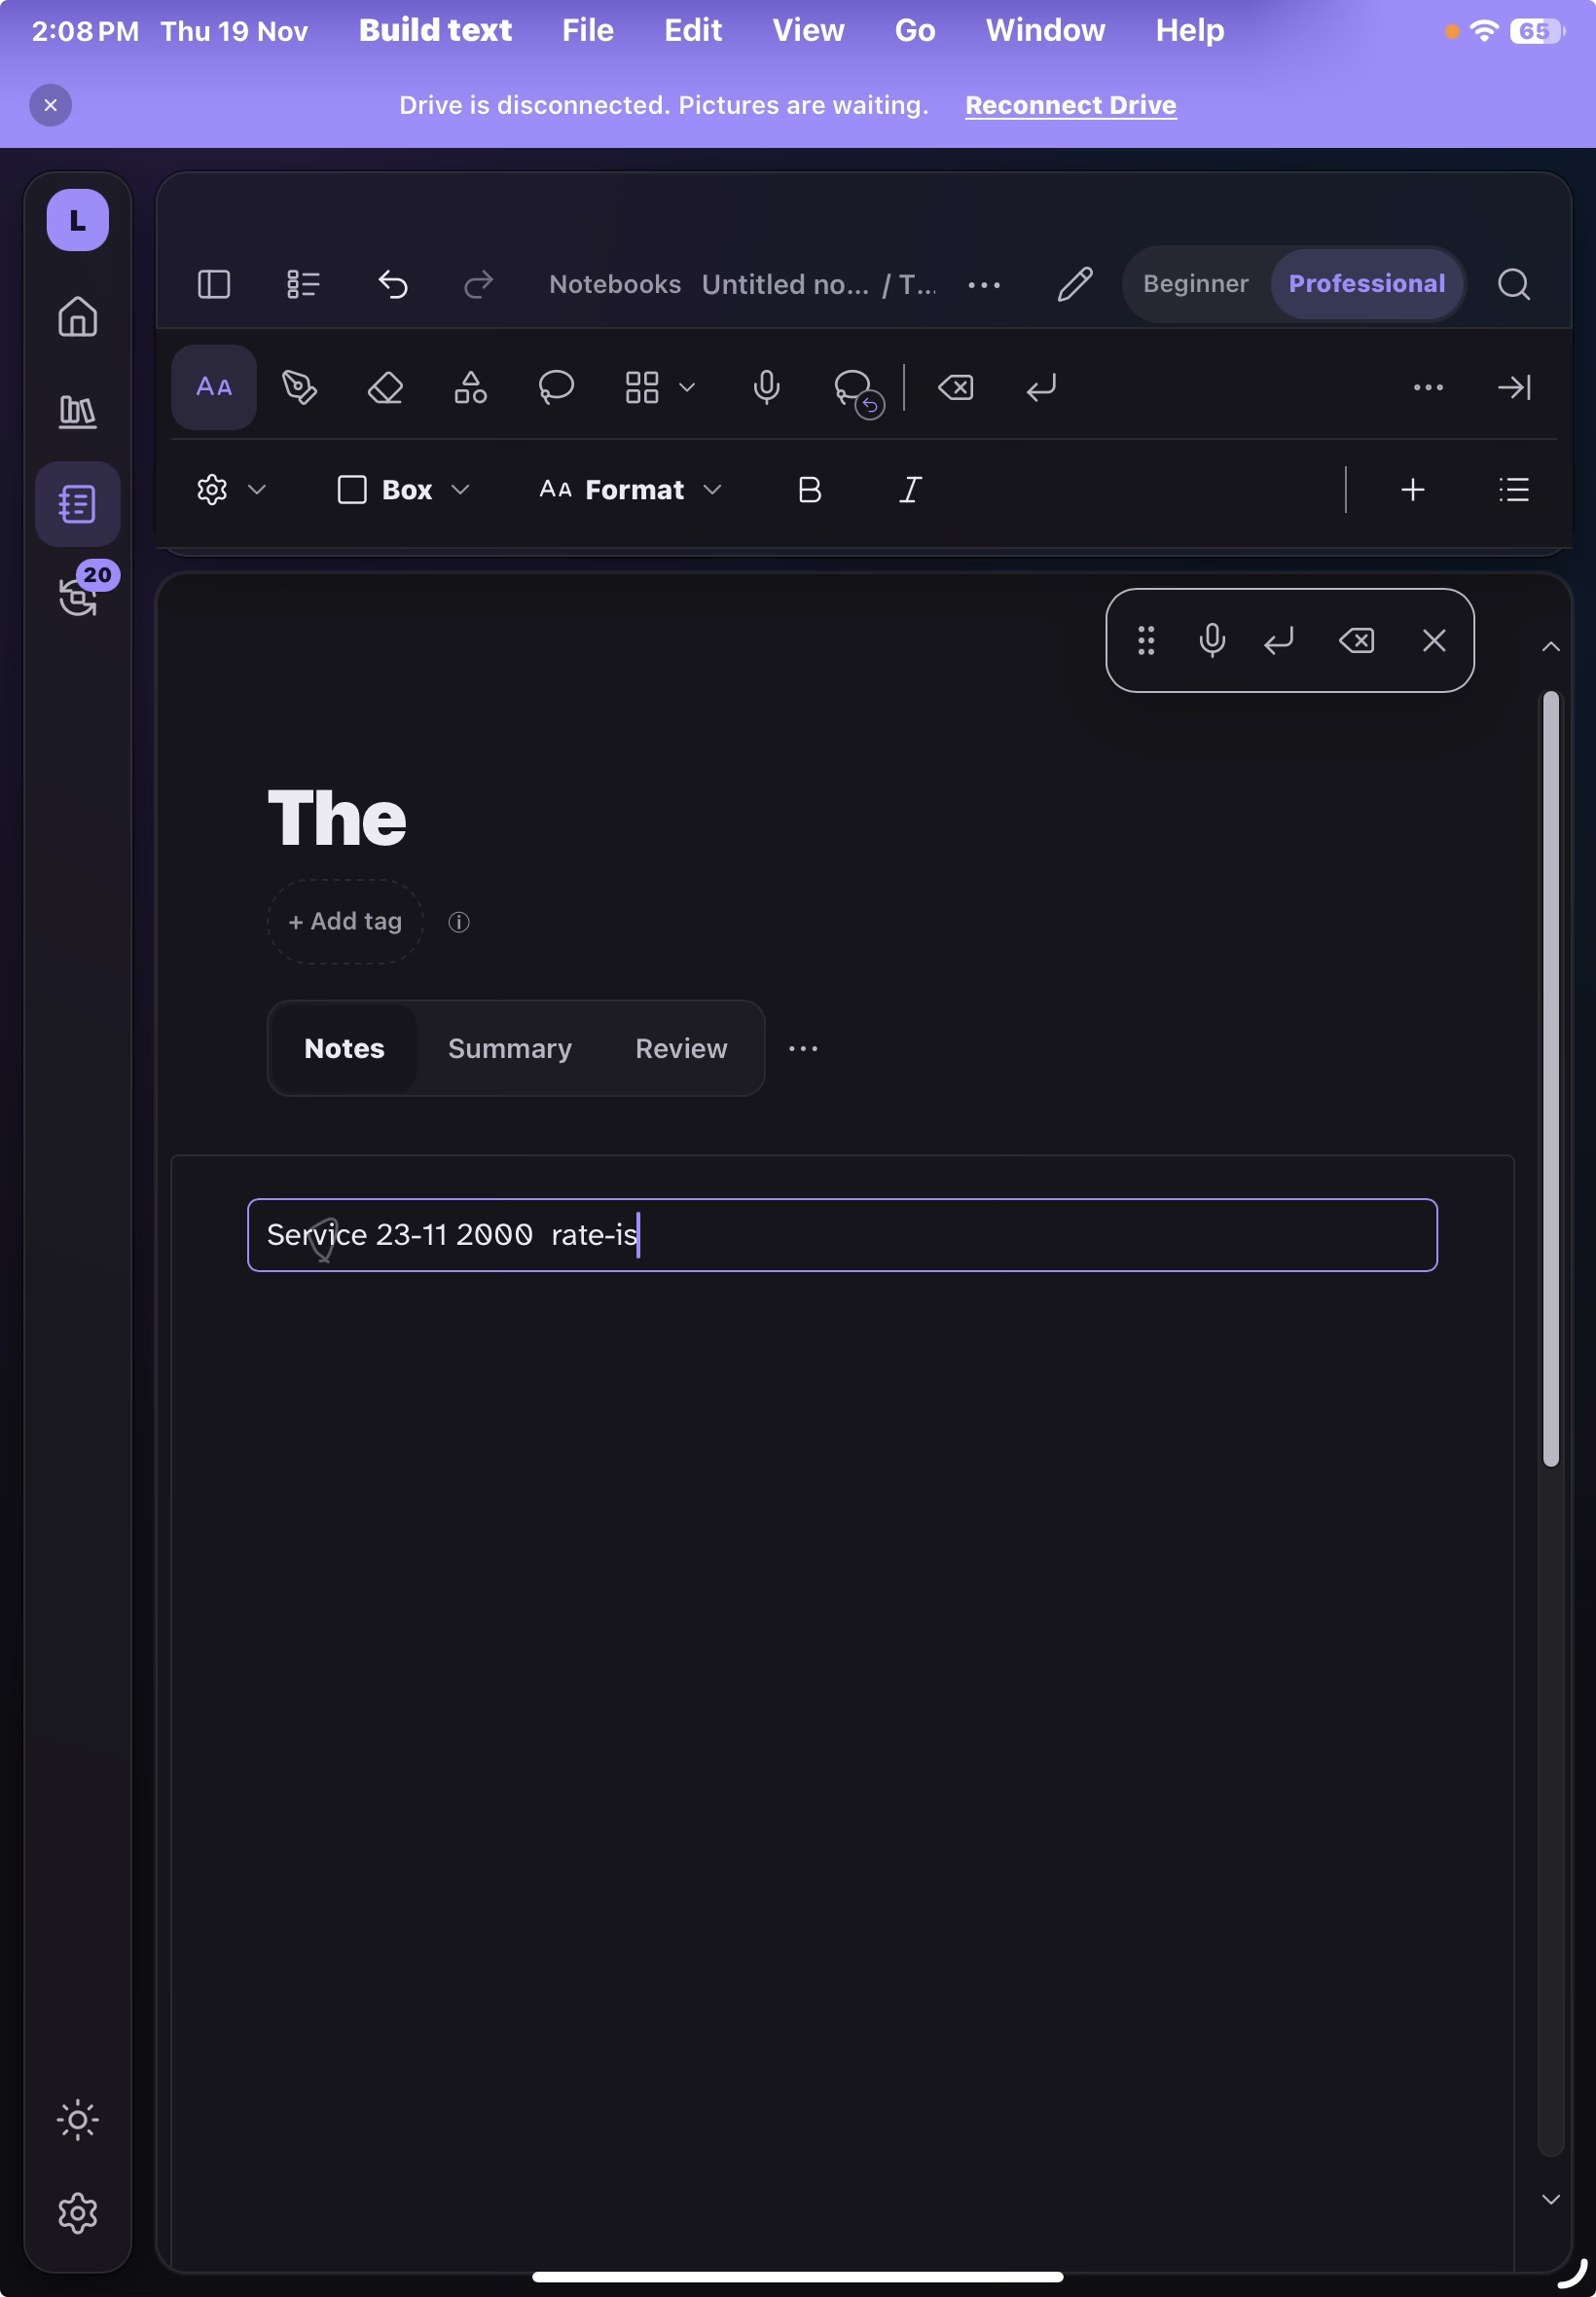 2:08 PM Thu 19 Nov Build text File Edit View Go Window Help 65
Drive is disconnected. Pictures are waiting. Reconnect Drive
L
Notebooks Untitled no... / T... Beginner Professional
AA
Box AA Format B I
20
The
+ Add tag
Notes Summary Review
Service 23-11 2000 rate-is